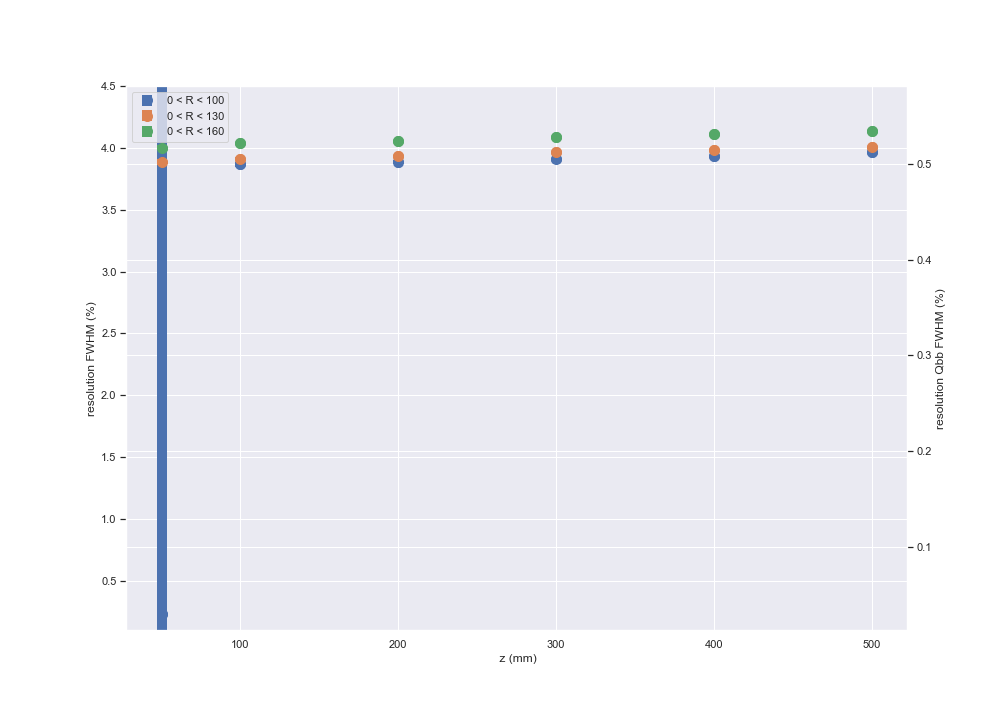 4.5
4.0
3.5
3.0
2.5
2.0
1.5
1.0
0.5
resolution FWHM (%)
0 < R < 100
0 < R < 130
0 < R < 160
0.5
0.4
0.3
0.2
0.1
resolution Qbb FWHM (%)
100 200 300 400 500
z (mm)